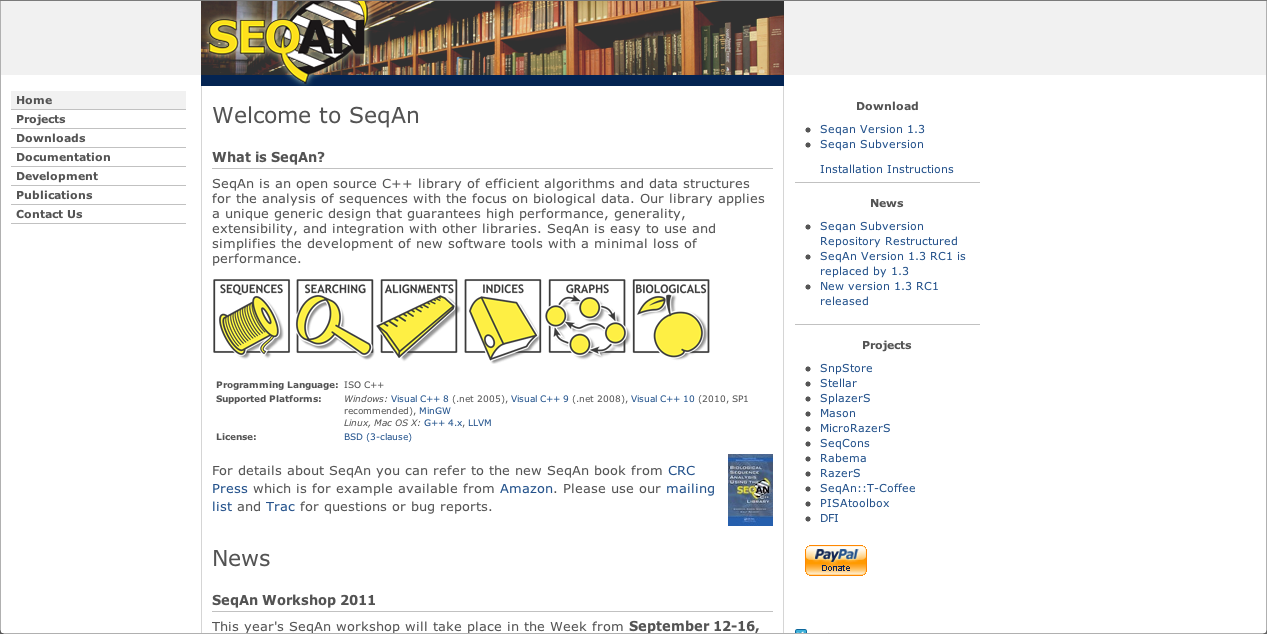 SEQAN
Home
Projects
Downloads
Documentation
Development
Publications
Contact Us
Welcome to SeqAn
What is SeqAn?
SeqAn is an open source C++ library of efficient algorithms and data structures
for the analysis of sequences with the focus on biological data. Our library applies
a unique generic design that guarantees high performance, generality,
extensibility, and integration with other libraries. SeqAn is easy to use and
simplifies the development of new software tools with a minimal loss of
performance.
SEQUENCES
SEARCHING
ALIGNMENTS
INDICES
GRAPHS
BIOLOGICALS
Programming Language: ISO C++
Supported Platforms: Windows: Visual C++ 8 (.net 2005), Visual C++ 9 (.net 2008), Visual C++ 10 (2010, SP1
recommended), MinGW
Linux, Mac OS X: G++ 4.x, LLVM
License: BSD (3-clause)
For details about SeqAn you can refer to the new SeqAn book from CRC
Press which is for example available from Amazon. Please use our mailing
list and Trac for questions or bug reports.
BIOLOGICAL
SEQUENCE
ANALYSIS
USING THE
SEQAN
C++
LIBRARY
News
SeqAn Workshop 2011
This year's SeqAn workshop will take place in the Week from September 12-16,
Download
Seqan Version 1.3
Seqan Subversion
Installation Instructions
News
Seqan Subversion
Repository Restructured
SeqAn Version 1.3 RC1 is
replaced by 1.3
New version 1.3 RC1
released
Projects
SnpStore
Stellar
SplazerS
Mason
MicroRazerS
SeqCons
Rabema
RazerS
SeqAn::T-Coffee
PISAtoolbox
DFI
PayPal
Donate